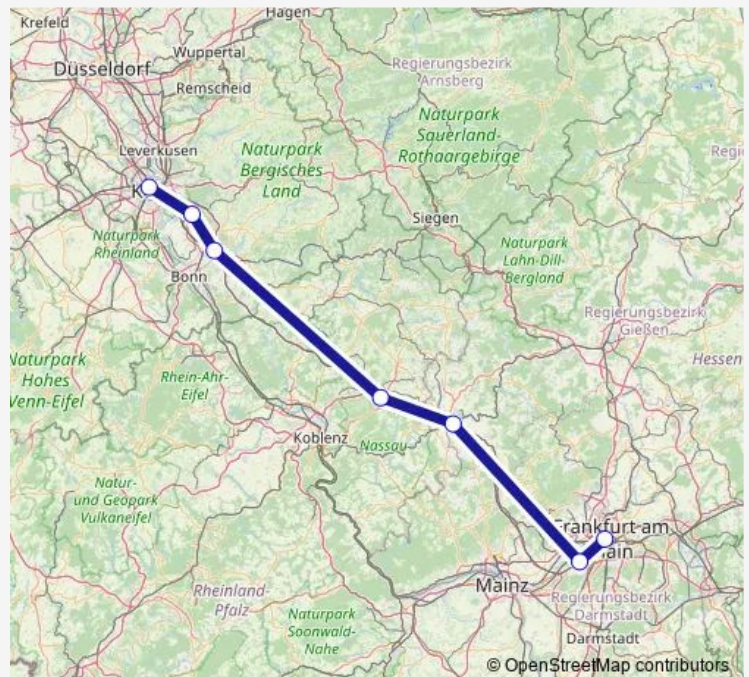 Krefeld
Hagen
Wuppertal
Düsseldorf
Remscheid
Regierungsbezirk
Arnsberg
Naturpark
Sauerland-
Rothaargebirge
Leverkusen
Naturpark
Bergisches
Land
Regi
K
Siegen
Naturpark
Rheinland
Bonn
Naturpark
Lahn-Dill-
Bergland
Regierungsbezirk
Gießen
Naturpark
Hohes
Venn-Eifel
Rhein-Ahr-
Eifel
Hessen
Koblenz
Nassau
Natur-
und Geopark
Vulkaneifel
Frankfurt am
Main
Mainz
Rheinland-
Pfalz
Regierungsbezirk
Darmstadt
Naturpark
Soonwald-
Nahe
Darmstadt
© OpenStreetMap contributors